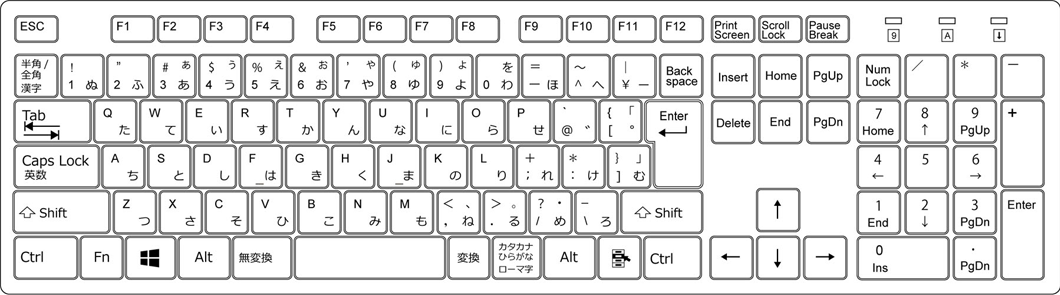 ESC F1 F2 F3 F4 F5 F6 F7 F8 F9 F10 F11 F12 Print Screen Scroll Lock Pause Break 9 A ⬇
半角/ 全角 漢字 ! 1 ぬ " 2 ふ # ぁ 3 あ $ ぅ 4 う % ぇ 5 え & ぉ 6 お ' ゃ 7 や ( ゅ 8 ゆ ) ょ 9 よ を 0 わ = ー ほ ～ ^ へ | ¥ ー Back space Insert Home PgUp Num Lock / * −
Tab Q た W て E い R す T か Y ん U な I に O ら P せ ` @ ゛ { 「 [ ゜ Enter Delete End PgDn 7 Home 8 ↑ 9 PgUp +
Caps Lock 英数 A ち S と D し F _は G き H く J _ま K の L り + ; れ * : け } 」 ] む 4 ← 5 6 →
Shift Z つ X さ C そ V ひ B こ N み M も < 、 , ね > 。 . る ? ・ / め − \ ろ Shift ↑ 1 End 2 ↓ 3 PgDn Enter
Ctrl Fn Alt 無変換 変換 カタカナ ひらがな ローマ字 Alt Ctrl ← ↓ → 0 Ins . PgDn